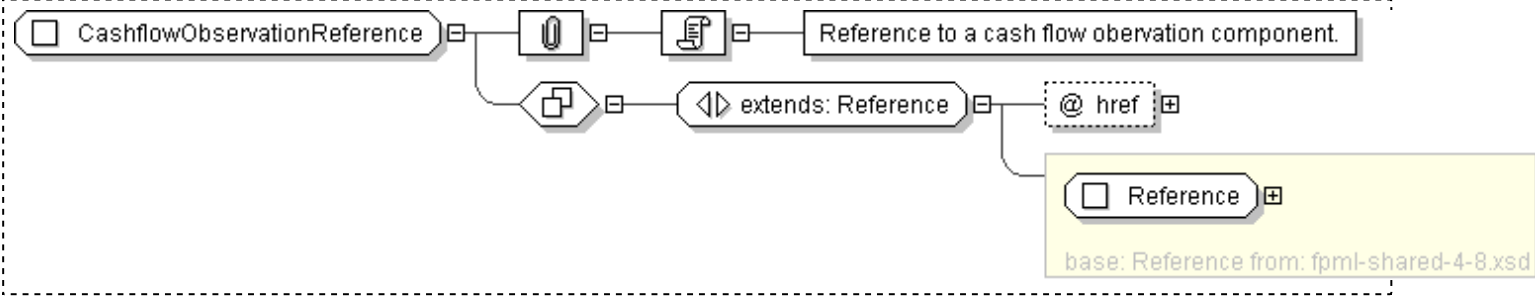 CashflowObservationReference
Reference to a cash flow obervation component.
extends: Reference
@ href
Reference
base: Reference from: fpml-shared-4-8.xsd